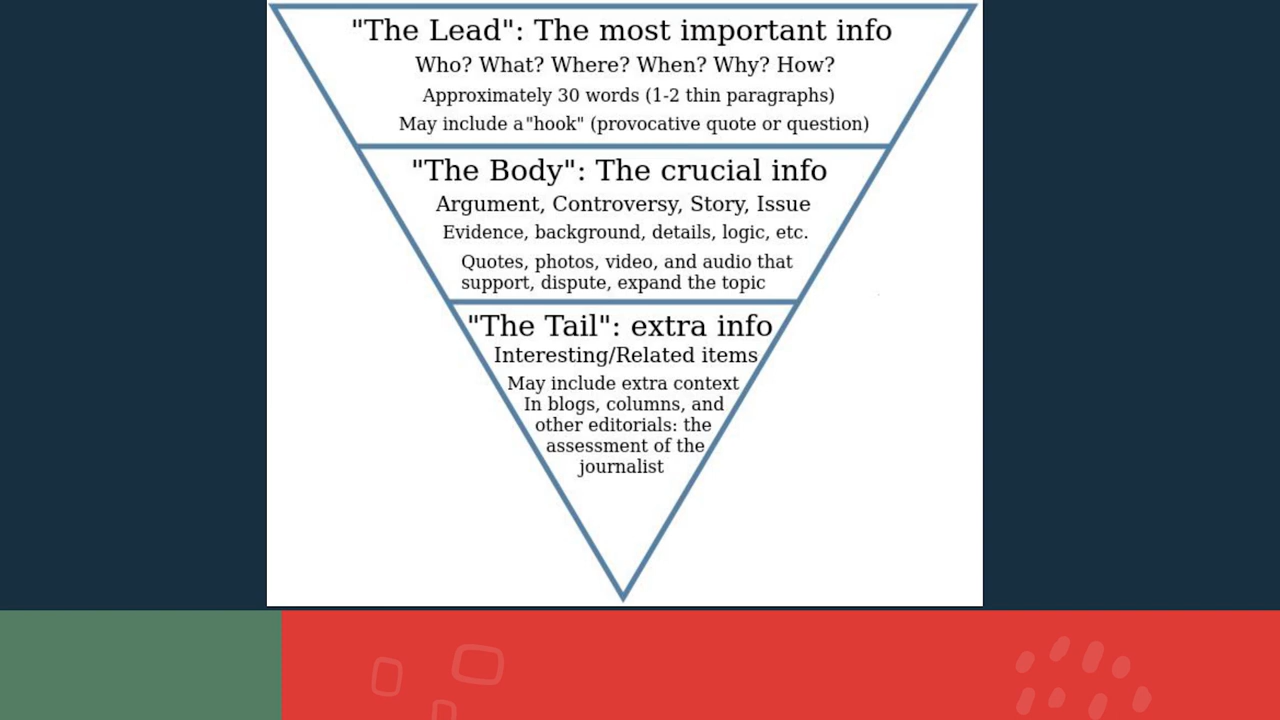 "The Lead": The most important info
Who? What? Where? When? Why? How?
Approximately 30 words (1-2 thin paragraphs)
May include a "hook" (provocative quote or question)
"The Body": The crucial info
Argument, Controversy, Story, Issue
Evidence, background, details, logic, etc.
Quotes, photos, video, and audio that
support, dispute, expand the topic
"The Tail": extra info
Interesting/Related items
May include extra context
In blogs, columns, and
other editorials: the
assessment of the
journalist